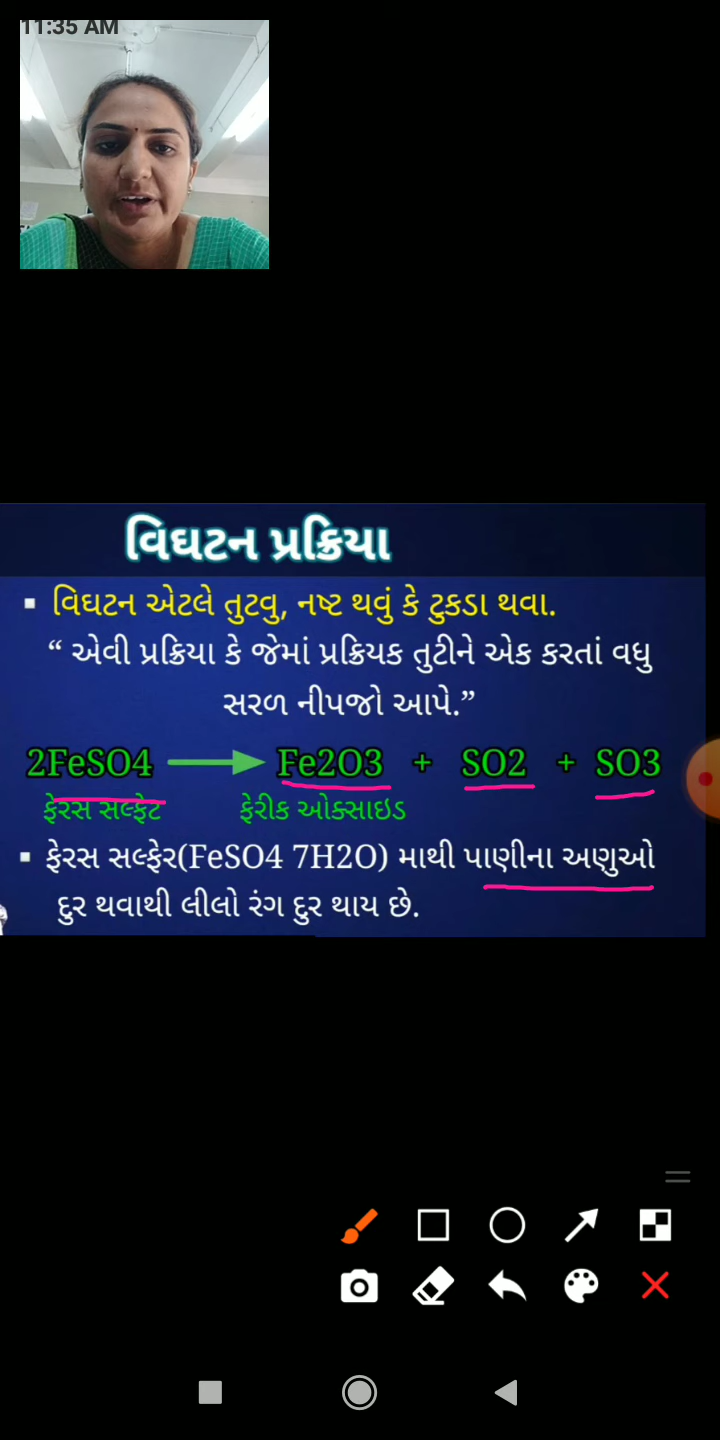 11:35 AM
વિઘટન પ્રક્રિયા
▪ વિઘટન એટલે તુટવુ, નષ્ટ થવું કે ટુકડા થવા.
“ એવી પ્રક્રિયા કે જેમાં પ્રક્રિયક તુટીને એક કરતાં વધુ
સરળ નીપજો આપે.”
2FeSO4 → Fe2O3 + SO2 + SO3
ફેરસ સલ્ફેટ ફેરીક ઓક્સાઇડ
▪ ફેરસ સલ્ફેર(FeSO4 7H2O) માથી પાણીના અણુઓ
દુર થવાથી લીલો રંગ દુર થાય છે.